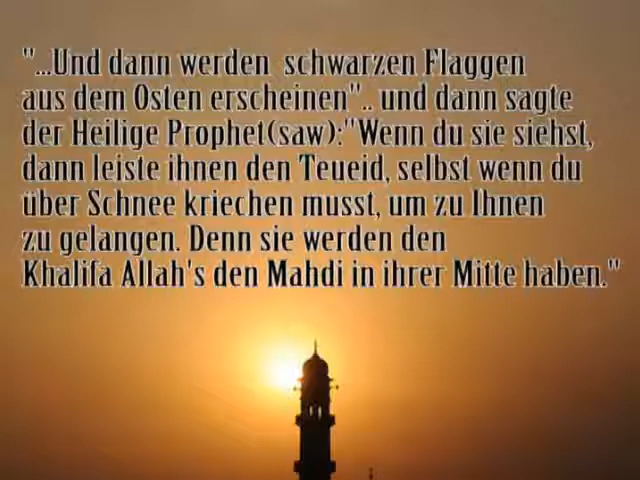 "...Und dann werden schwarzen Flaggen
aus dem Osten erscheinen".. und dann sagte
der Heilige Prophet(saw):"Wenn du sie siehst,
dann leiste ihnen den Teueid, selbst wenn du
über Schnee kriechen musst, um zu Ihnen
zu gelangen. Denn sie werden den
Khalifa Allah's den Mahdi in ihrer Mitte haben."